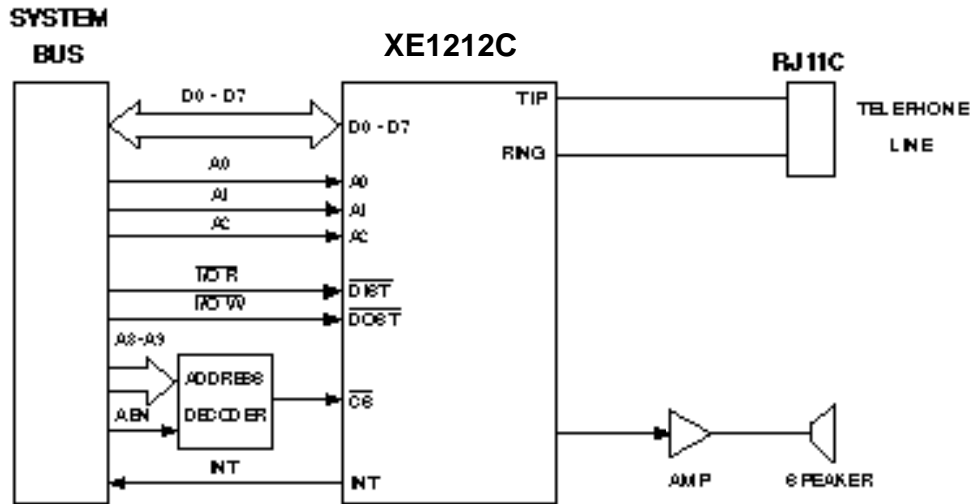 SYSTEM
BUS
XE1212C
RJ11C
D0 - D7
TIP
TELEPHONE
D0 - D7
LINE
RING
A0
A0
A1
A1
A2
A2
I/O R
DIST
I/O W
DOST
A3-A9
ADDRESS
CS
AEN
DECODER
INT
INT
AMP
SPEAKER